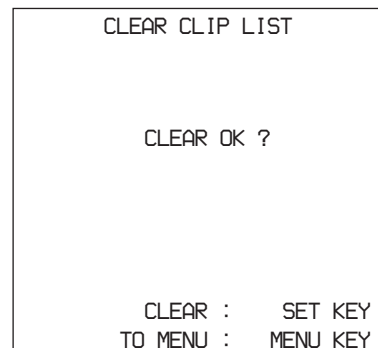 CLEAR CLIP LIST
CLEAR OK ?
CLEAR : SET KEY
TO MENU : MENU KEY